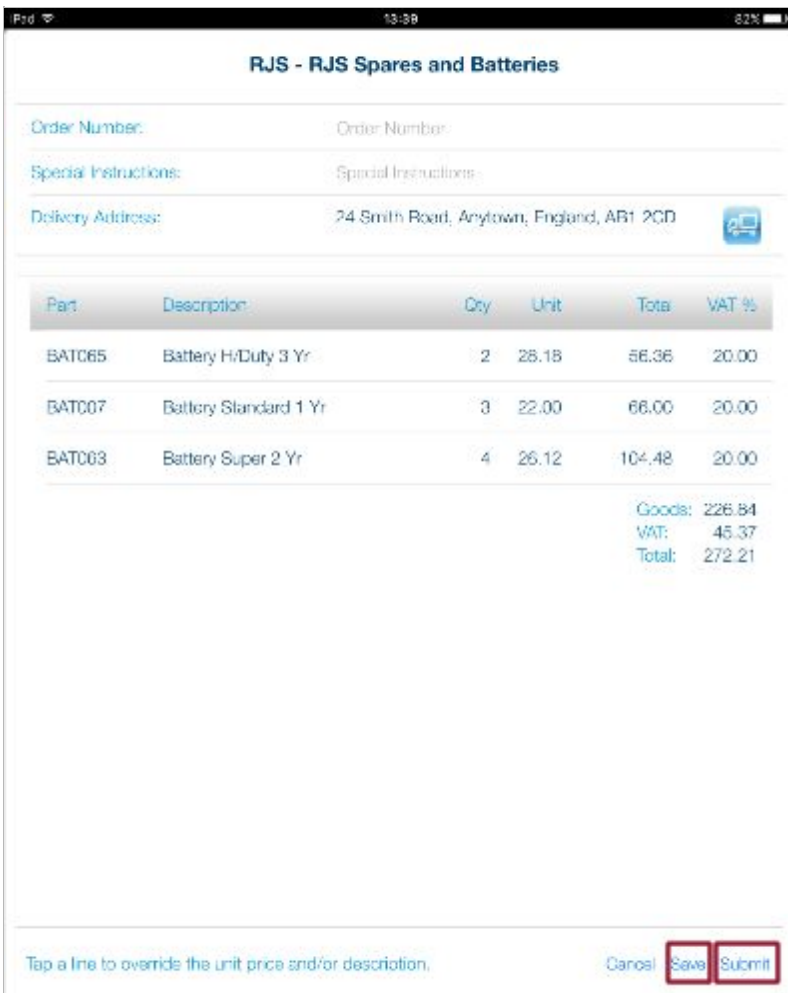 iPad 13:39 82%
RJS - RJS Spares and Batteries
Order Number: Order Number
Special Instructions: Special Instructions
Delivery Address: 24 Smith Road, Anytown, England, AB1 2CD
Part Description Qty Unit Total VAT %
BAT065 Battery H/Duty 3 Yr 2 28.18 56.36 20.00
BAT007 Battery Standard 1 Yr 3 22.00 66.00 20.00
BAT063 Battery Super 2 Yr 4 26.12 104.48 20.00
Goods: 226.84
VAT: 45.37
Total: 272.21
Tap a line to override the unit price and/or description. Cancel Save Submit